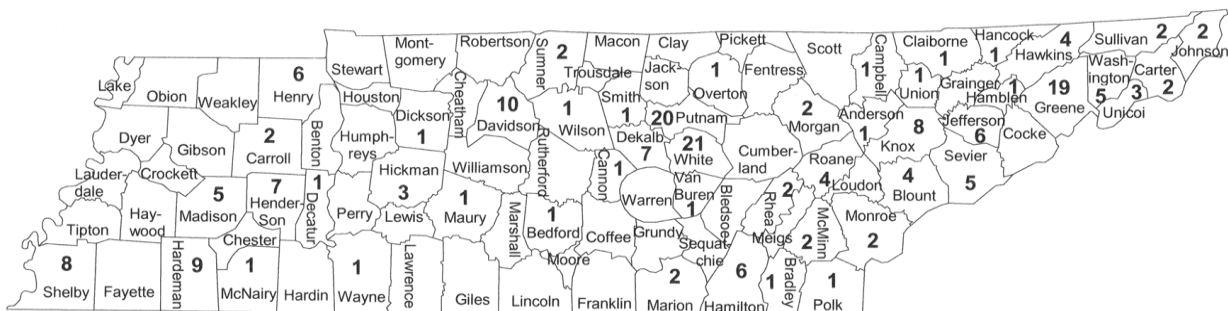 Lake
Obion
Weakley
6
Henry
Stewart
Mont-
gomery
Robertson
Sumner
2
Macon
Trousdale
Clay
Jack-
son
Pickett
1
Overton
Fentress
Scott
Campbell
1
Claiborne
1
Hancock
1
4
Hawkins
Sullivan
2
2
Johnson
Dyer
Gibson
2
Carroll
Benton
Houston
Humph-
reys
Dickson
1
Cheatham
10
Davidson
1
Wilson
Smith
1
20
Putnam
2
Morgan
Anderson
1
1
Union
Grainger
1
Hamblen
19
Greene
Wash-
ington
5
Carter
3
2
Unicoi
8
Knox
Jefferson
6
Cocke
Lauder-
dale
Crockett
5
Madison
7
Hender-
Son
1
Decatur
Perry
Hickman
3
Lewis
Williamson
Rutherford
1
Maury
Cannon
1
Dekalb
7
21
White
Cumber-
land
Roane
4
Loudon
4
Blount
Sevier
5
Tipton
Hay-
wood
Chester
Marshall
1
Bedford
Coffee
Warren
Van
Buren
1
Bledsoe
2
Rhea
Meigs
McMinn
2
Monroe
2
8
Shelby
Fayette
Hardeman
9
1
McNairy
Hardin
1
Wayne
Lawrence
Giles
Lincoln
Moore
Franklin
Grundy
Sequat-
chie
2
Marion
6
Hamilton
1
Bradley
1
Polk